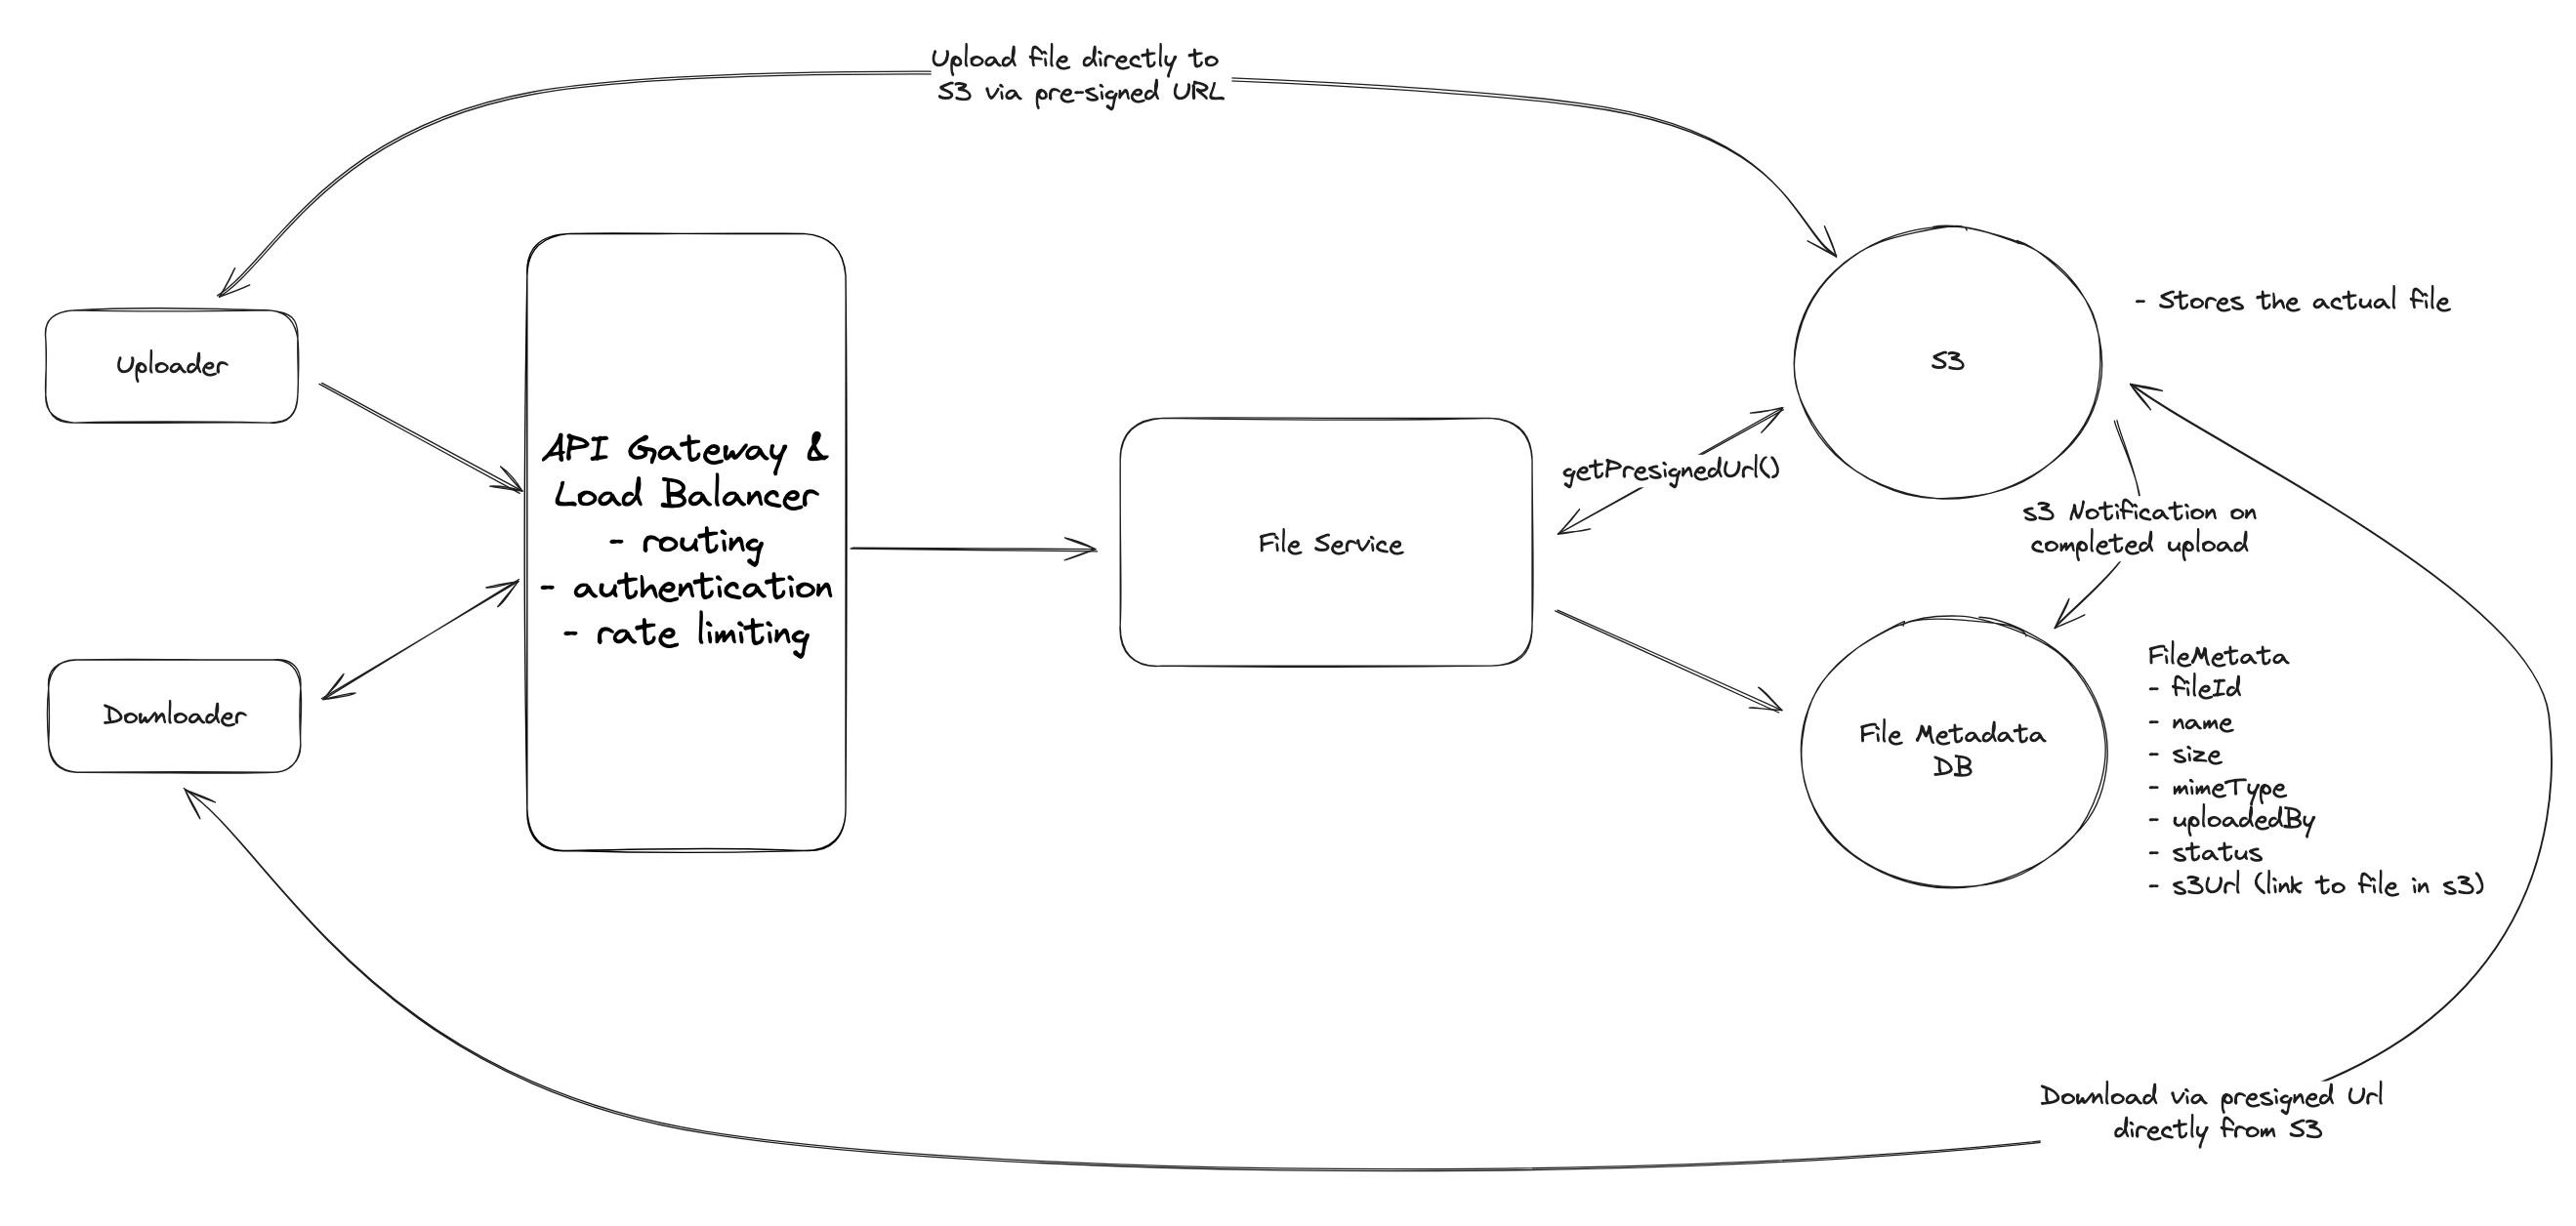 Upload file directly to
S3 via pre-signed URL
Uploader
API Gateway &
Load Balancer
- routing
- authentication
- rate limiting
Downloader
File Service
getPresignedUrl()
S3
- Stores the actual file
s3 Notification on
completed upload
File Metadata
DB
FileMetata
- fileId
- name
- size
- mimeType
- uploadedBy
- status
- s3Url (link to file in s3)
Download via presigned Url
directly from S3